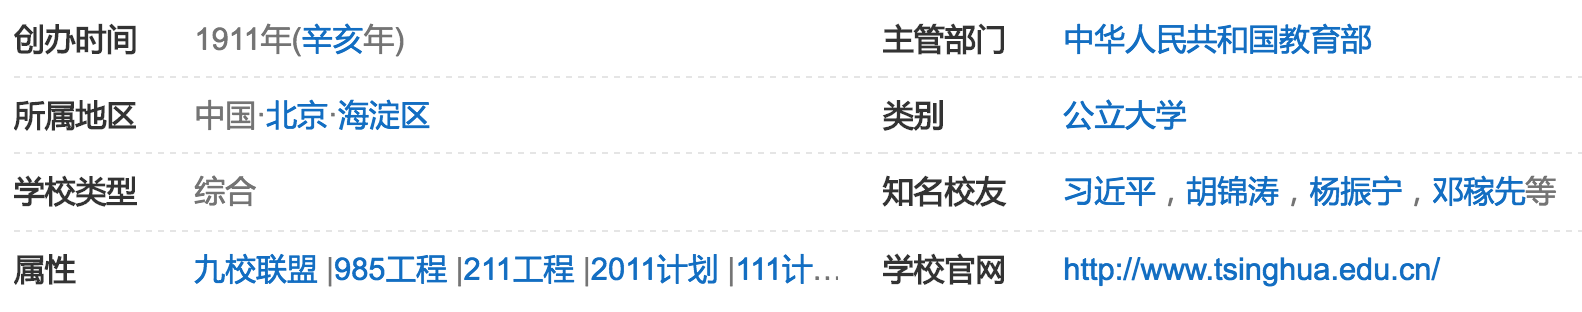 创办时间 1911年(辛亥年) 主管部门 中华人民共和国教育部
所属地区 中国·北京·海淀区 类别 公立大学
学校类型 综合 知名校友 习近平，胡锦涛，杨振宁，邓稼先等
属性 九校联盟 |985工程 |211工程 |2011计划 |111计... 学校官网 http://www.tsinghua.edu.cn/